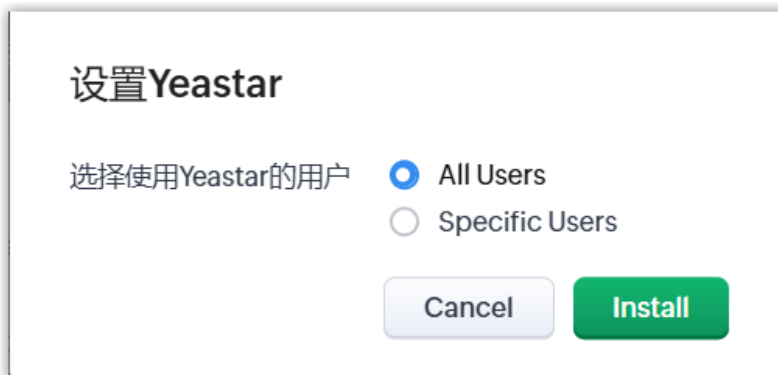 设置Yeastar
选择使用Yeastar的用户
All Users
Specific Users
Cancel
Install